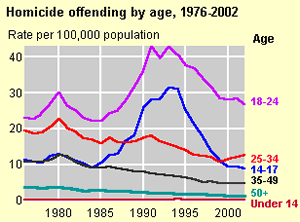 Homicide offending by age, 1976-2002
Rate per 100,000 population
Age
40
30
20
10
0
18-24
25-34
14-17
35-49
50+
Under 14
1980 1985 1990 1995 2000